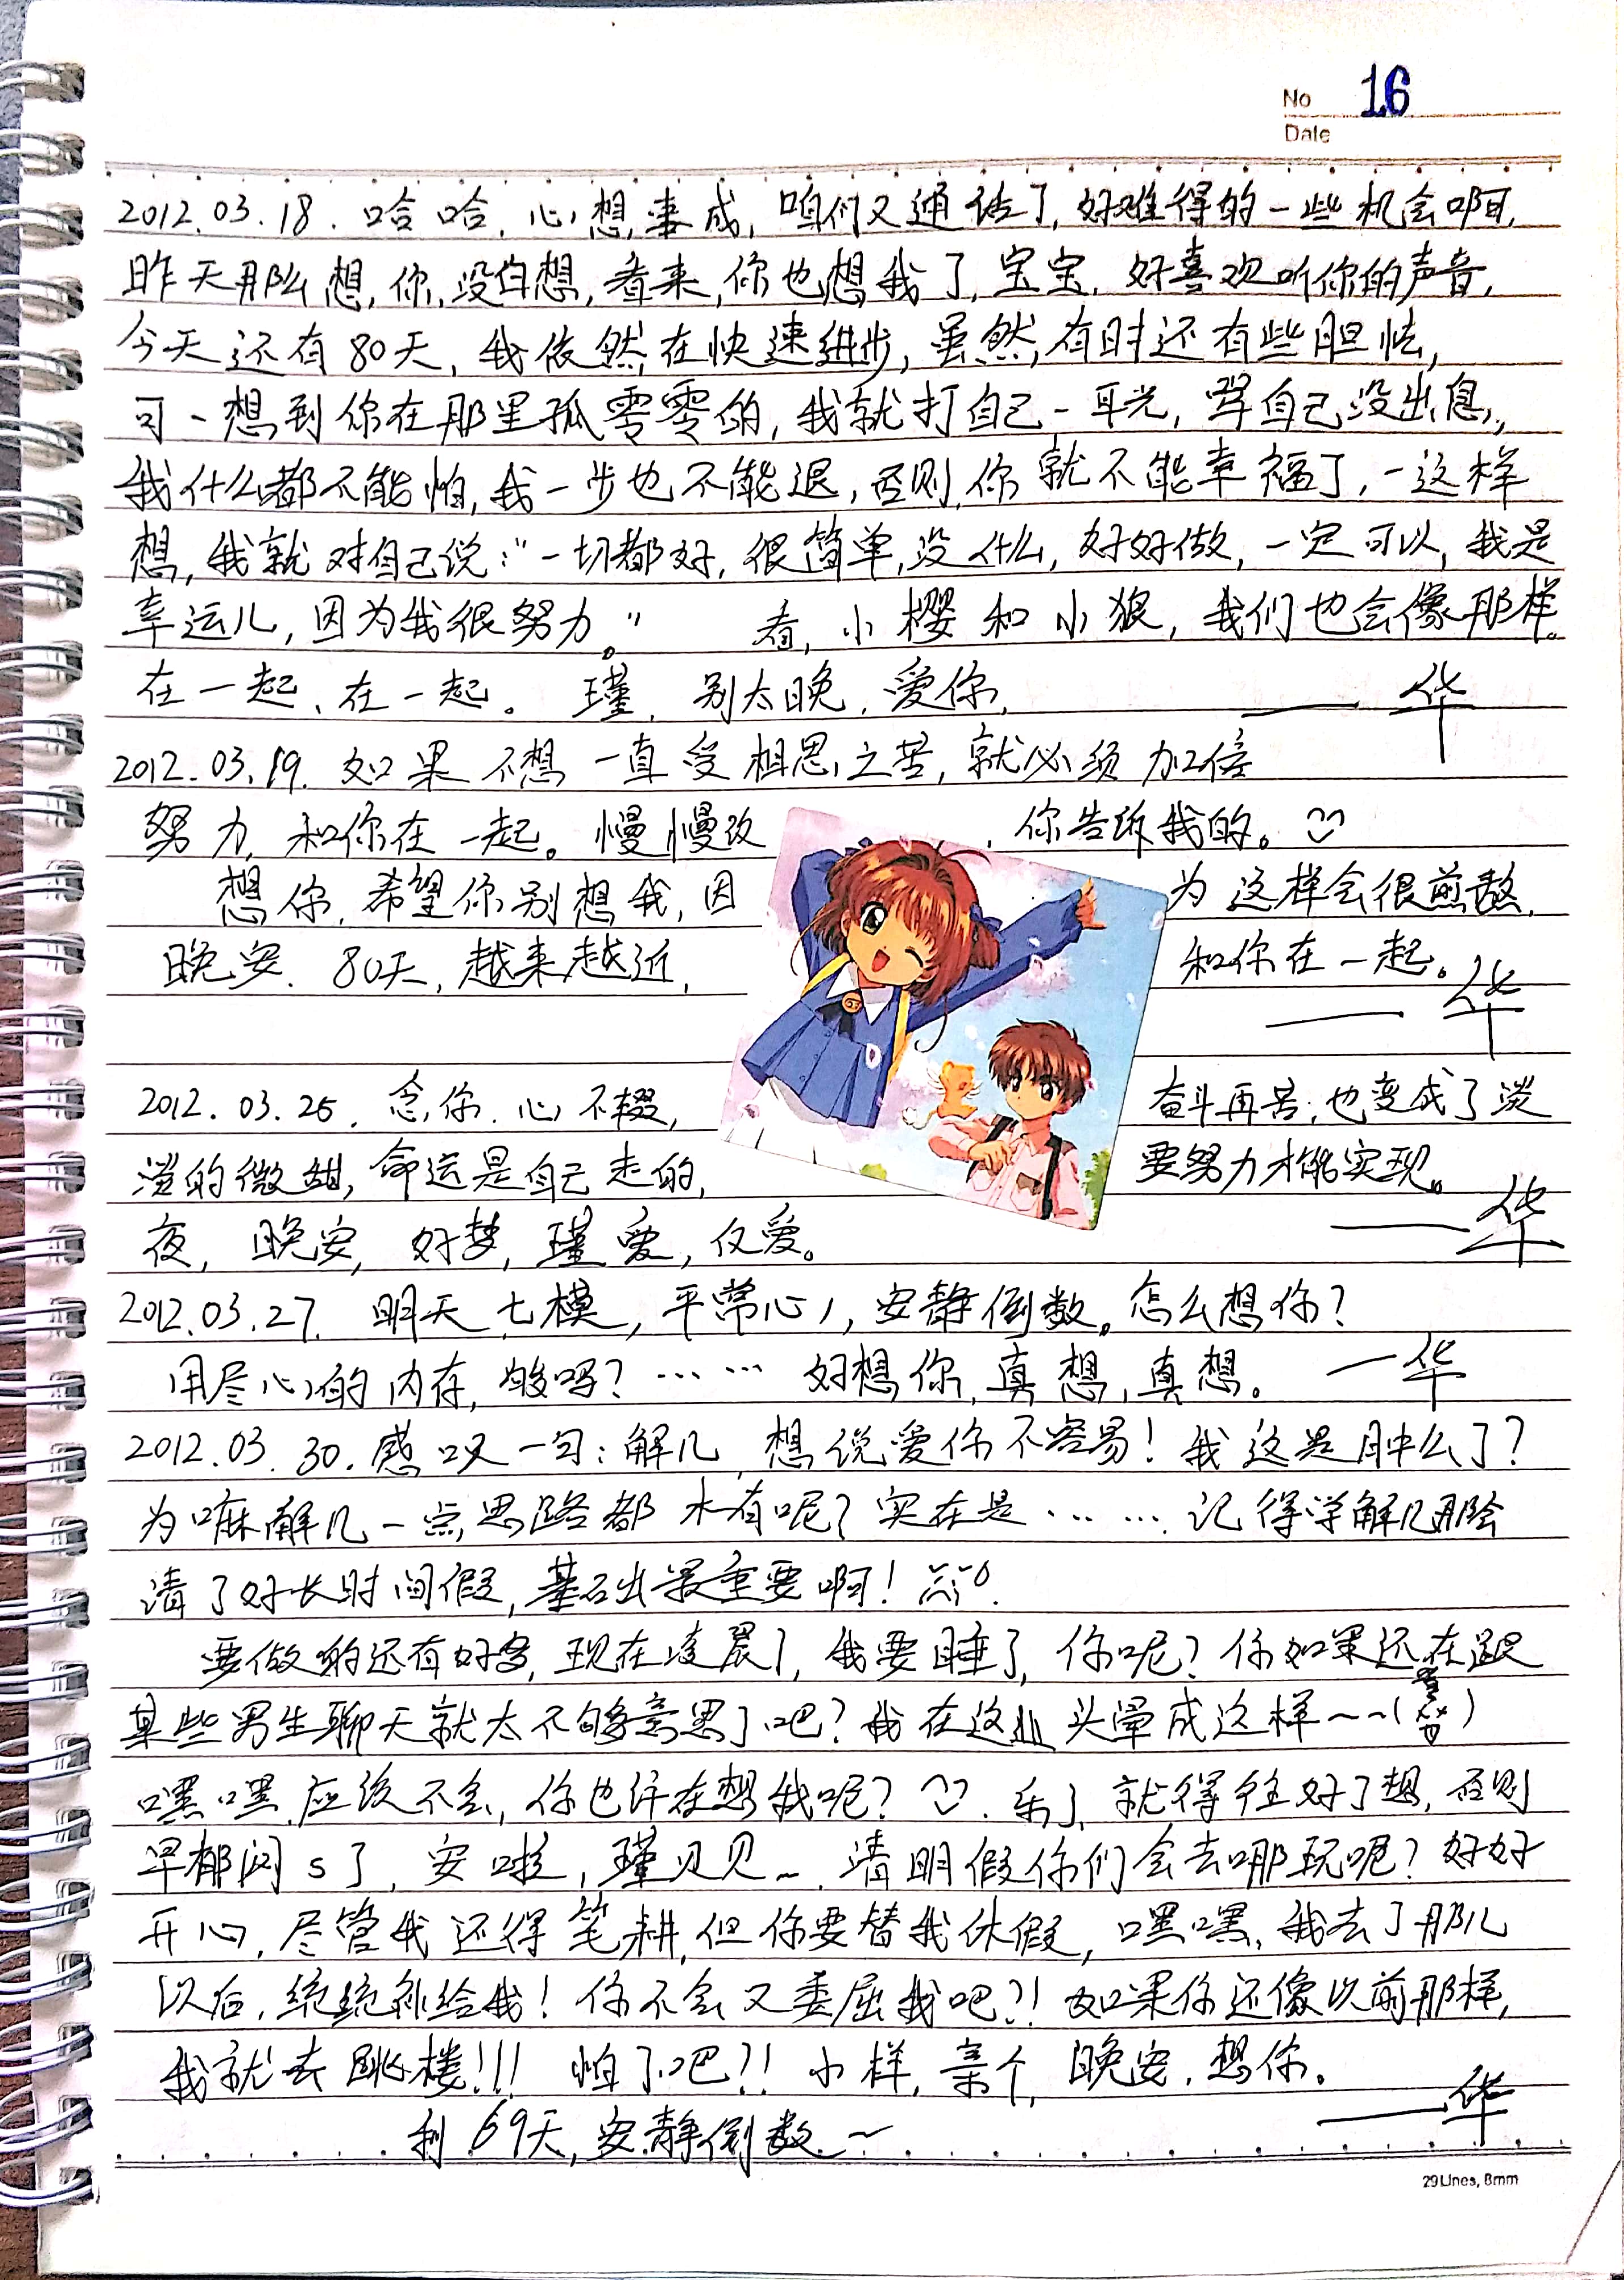 No 16
Date
2012.03.18. 哈哈,心想事成,咱们又通话了,好难得的一些机会啊,
昨天那么想,你,没白想,看来,你也想我了,宝宝,好喜欢听你的声音,
今天还有80天,我依然在快速进步,虽然,有时还有些胆怯,
可一想到你在那里孤零零的,我就打自己一耳光,骂自己没出息,
我什么都不能怕,我一步也不能退,否则,你就不能幸福了,一这样
想,我就对自己说:“一切都好,很简单,没什么,好好做,一定可以,我是
幸运儿,因为我很努力。” 看,小樱和小狼,我们也会像那样。
在一起、在一起。 瑾,别太晚,爱你,
——华
2012.03.19. 如果不想一直受相思之苦,就必须加倍
努力,和你在一起。慢慢改,你告诉我的。
想你,希望你别想我,因为这样会很煎熬,
晚安. 80天,越来越近,和你在一起。
——华
2012.03.25. 念你.心不辍,奋斗再苦,也变成了淡
淡的微甜,命运是自己走的,要努力才能实现。
夜,晚安,好梦,瑾爱,仅爱。
——华
2012.03.27. 明天七模,平常心,安静倒数。怎么想你?
用尽心的内存,够吗?…… 好想你,真想,真想。 —华
2012.03.30.感叹一句:解几,想说爱你不容易!我这是肿么了?
为嘛解几一点思路都木有呢?实在是……. 记得学解几那会
请了好长时间假,基础最重要啊!
要做的还有好多,现在凌晨了,我要睡了,你呢?你如果还在跟
某些男生聊天就太不够意思了吧?我在这儿头晕成这样~~( )
嘿嘿,应该不会,你也许在想我呢? . 乐了,就得往好了想,否则
早郁闷s了,安啦,瑾贝贝~. 清明假你们会去哪玩呢?好好
开心,尽管我还得笔耕,但你要替我休假,嘿嘿,我去了那儿
以后,统统补给我!你不会又委屈我吧?!如果你还像以前那样,
我就去跳楼!!! 怕了吧?!小样,亲个,晚安,想你。
——华
剩69天,安静倒数~
29Lines, 8mm